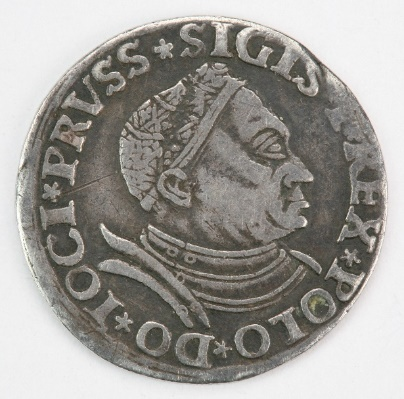 SIGIS * I * REX * POLO * DO * TOCI * PRVSS *